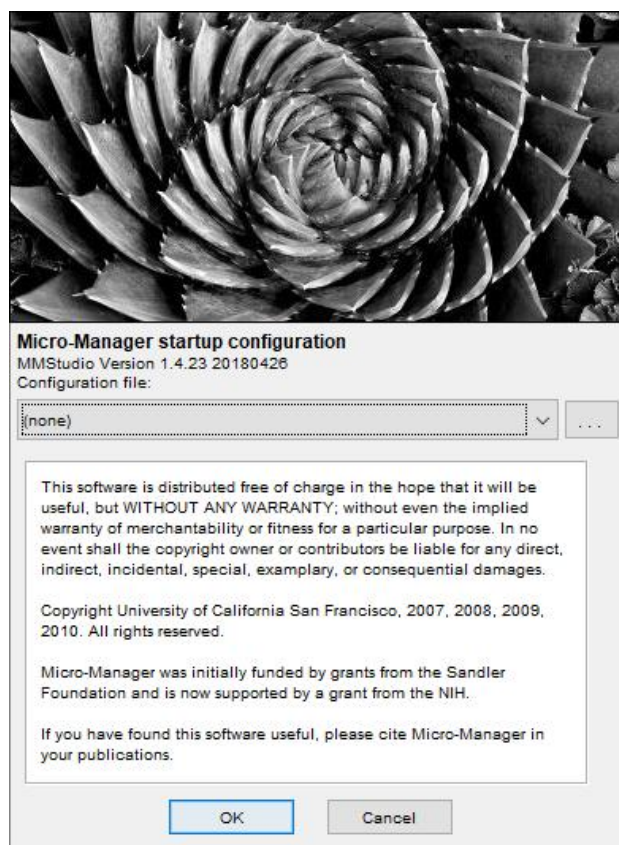 Micro-Manager startup configuration
MMStudio Version 1.4.23 20180426
Configuration file:
(none)
...
This software is distributed free of charge in the hope that it will be
useful, but WITHOUT ANY WARRANTY; without even the implied
warranty of merchantability or fitness for a particular purpose. In no
event shall the copyright owner or contributors be liable for any direct,
indirect, incidental, special, examplary, or consequential damages.
Copyright University of California San Francisco, 2007, 2008, 2009,
2010. All rights reserved.
Micro-Manager was initially funded by grants from the Sandler
Foundation and is now supported by a grant from the NIH.
If you have found this software useful, please cite Micro-Manager in
your publications.
OK
Cancel